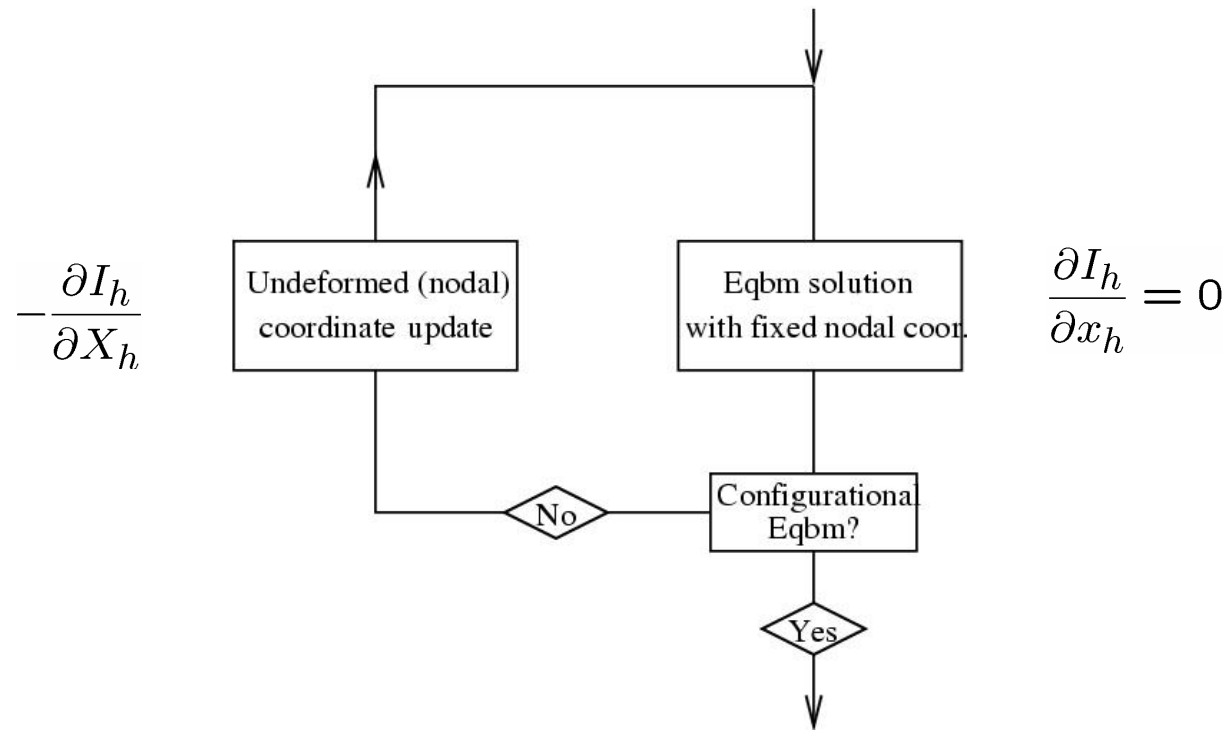 Undeformed (nodal)
coordinate update
Eqbm solution
with fixed nodal coor.
−∂I_h/∂X_h
∂I_h/∂x_h = 0
Configurational
Eqbm?
No
Yes